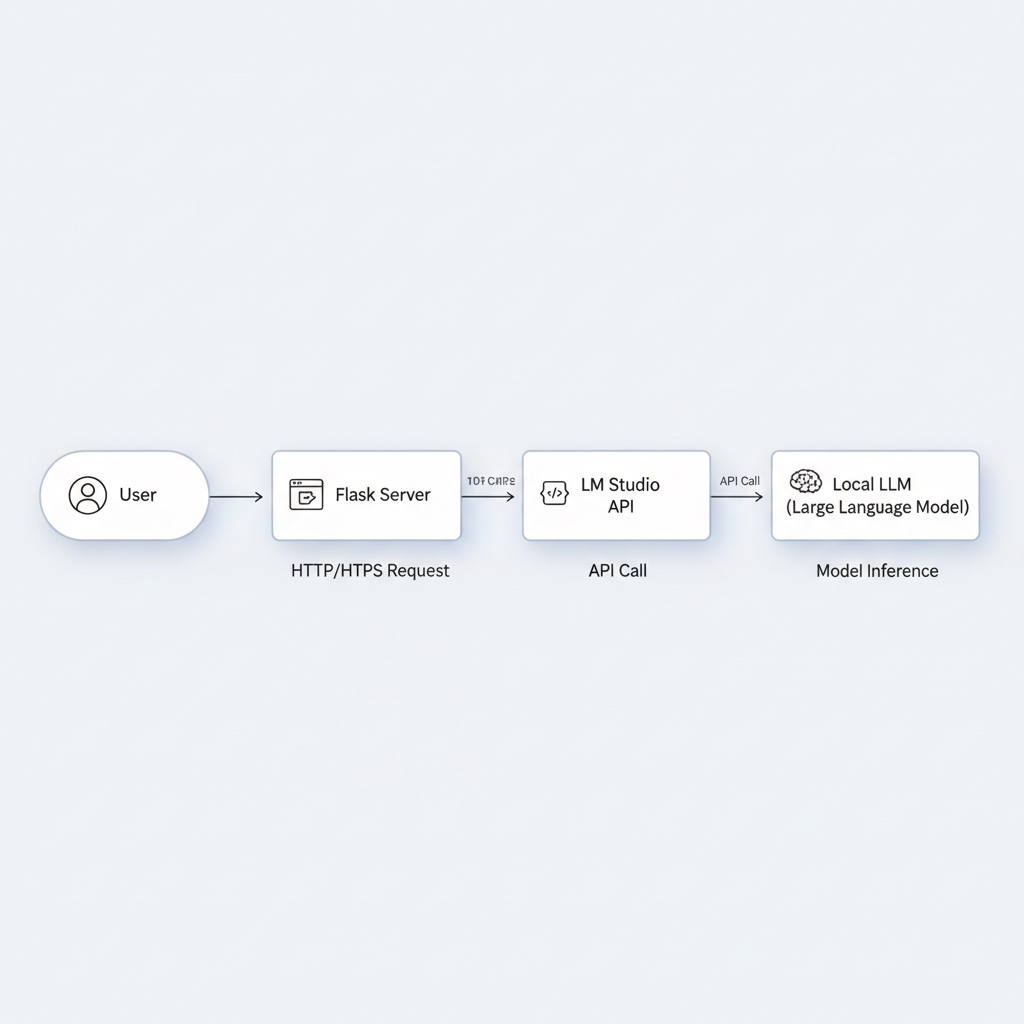 User
Flask Server
LM Studio
API
API Call
Local LLM
(Large Language Model)
HTTP/HTPS Request
API Call
Model Inference